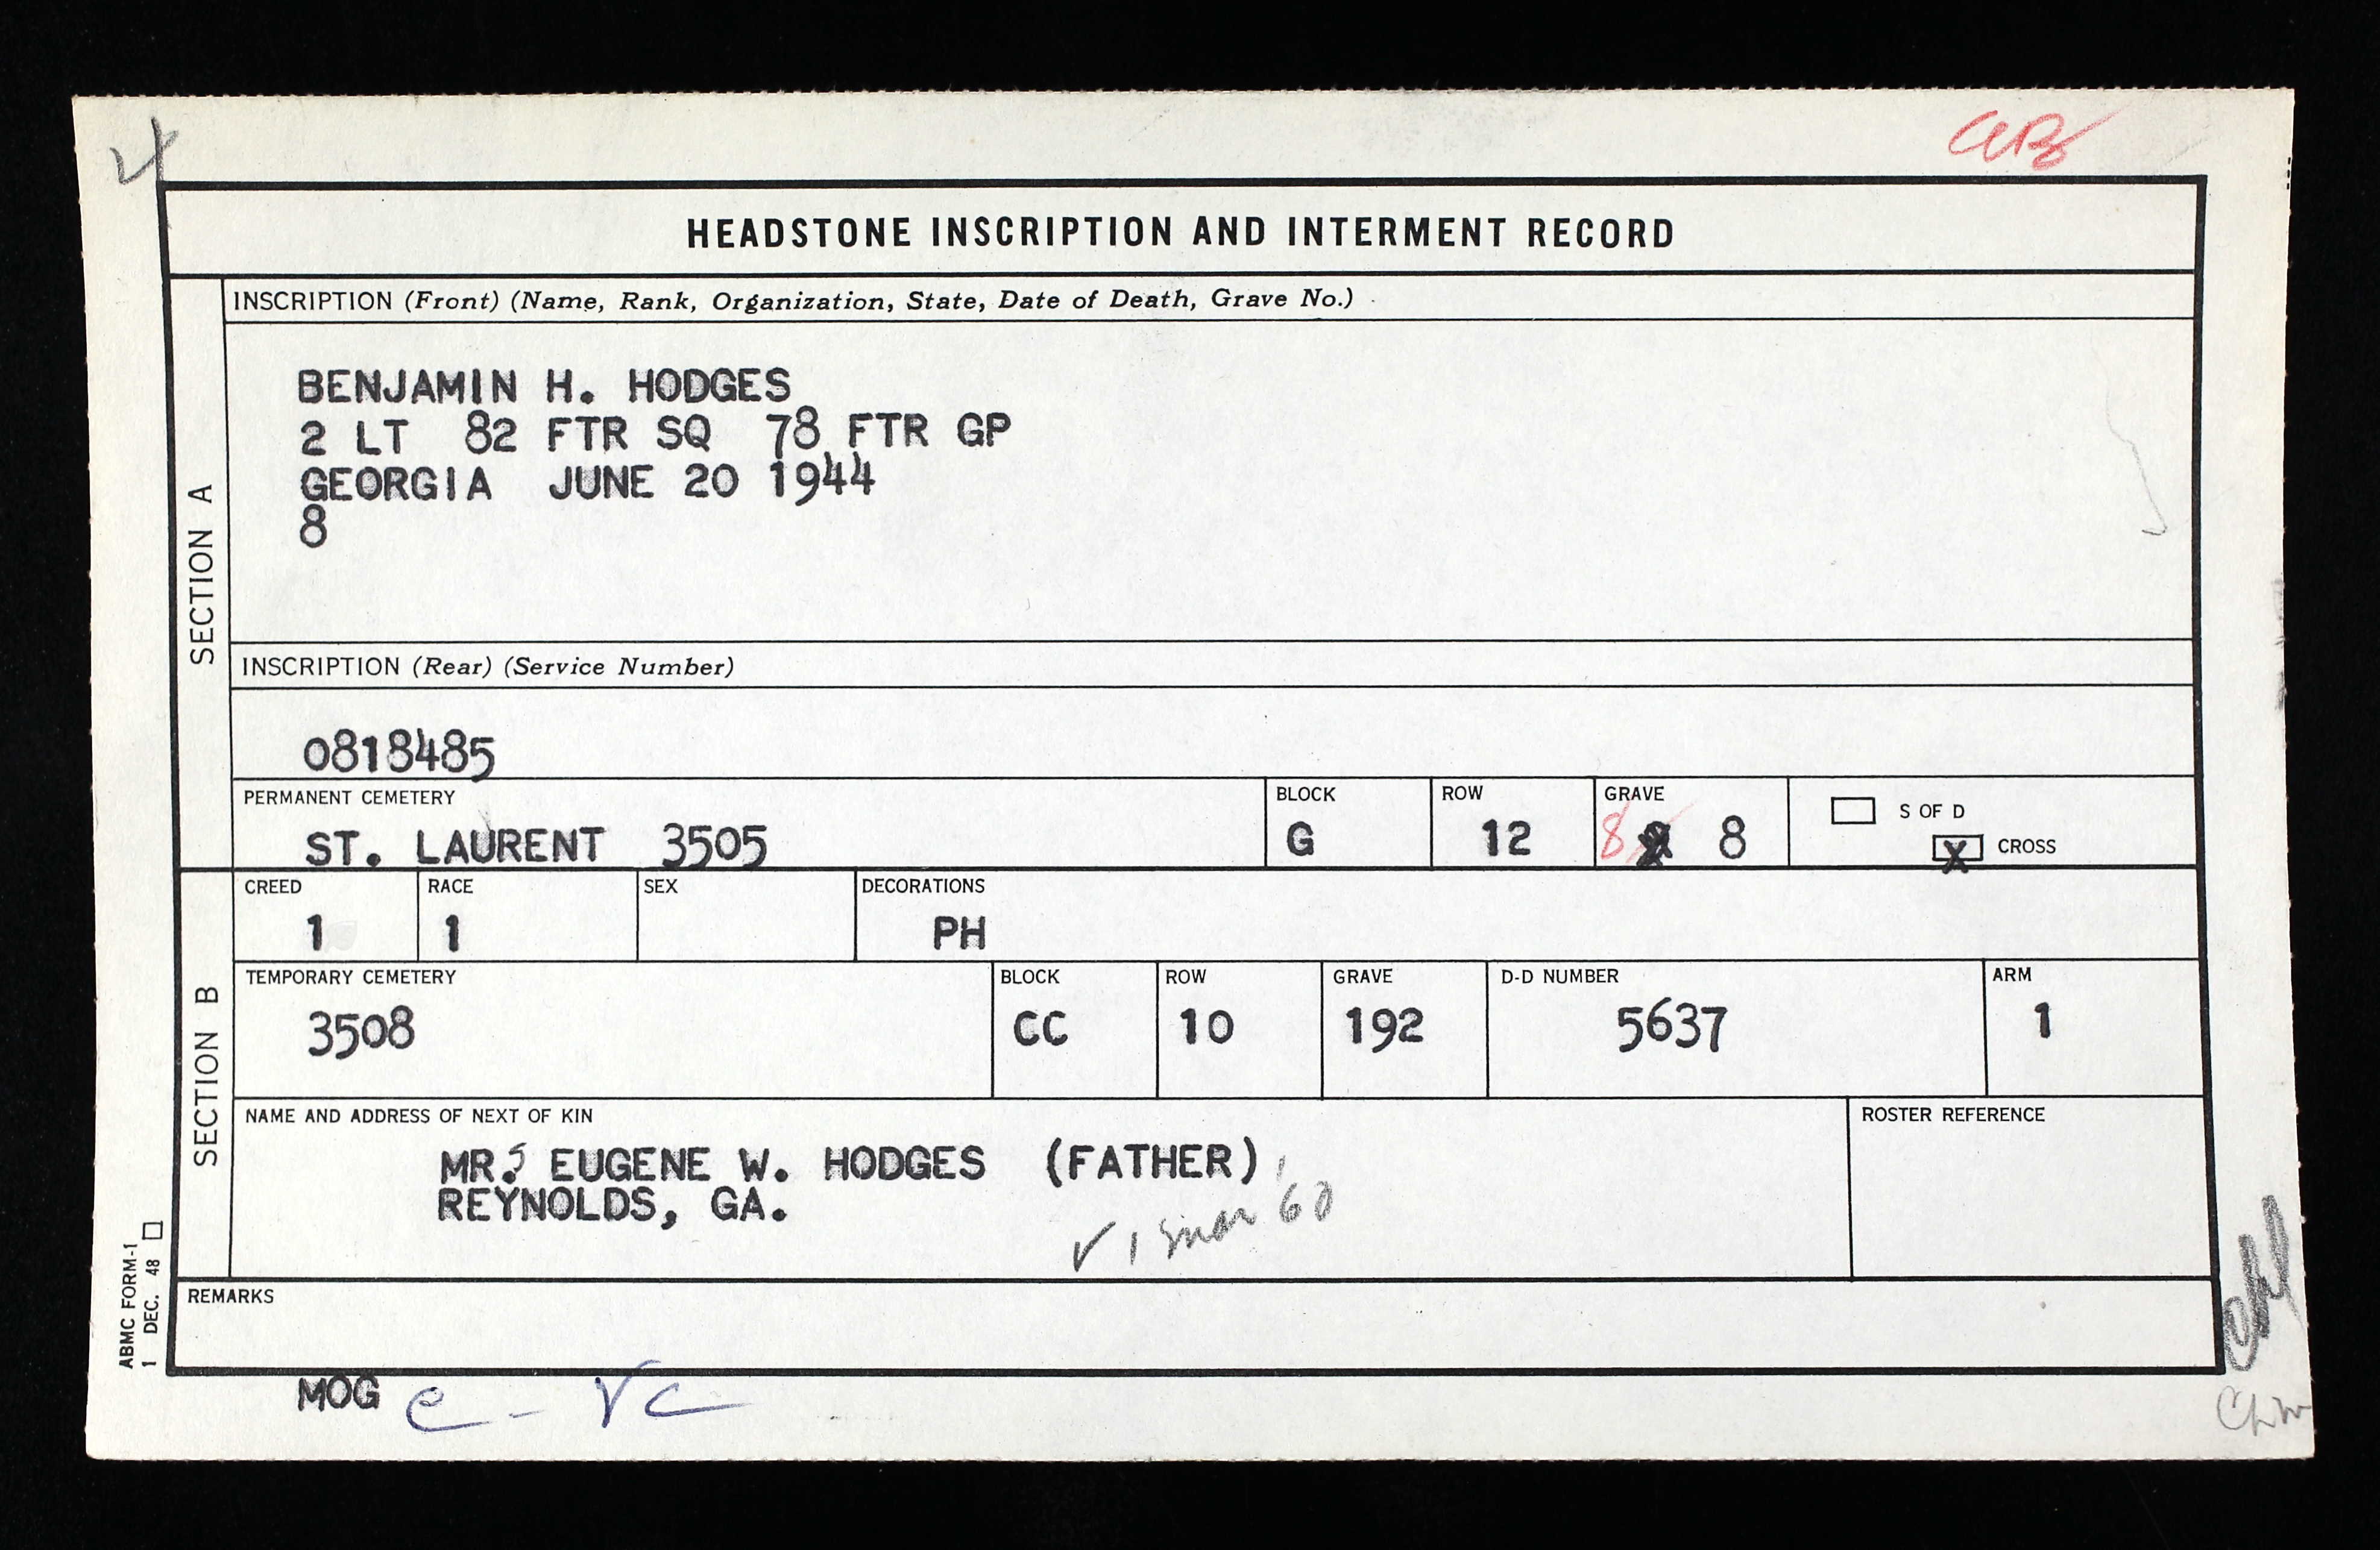 HEADSTONE INSCRIPTION AND INTERMENT RECORD
SECTION A
INSCRIPTION (Front) (Name, Rank, Organization, State, Date of Death, Grave No.)
BENJAMIN H. HODGES
2 LT 82 FTR SQ 78 FTR GP
GEORGIA JUNE 20 1944
8
INSCRIPTION (Rear) (Service Number)
0818485
PERMANENT CEMETERY BLOCK ROW GRAVE
ST. LAURENT 3505 G 12 8 8
S OF D
X CROSS
SECTION B
CREED RACE SEX DECORATIONS
1 1 PH
TEMPORARY CEMETERY BLOCK ROW GRAVE D-D NUMBER ARM
3508 CC 10 192 5637 1
NAME AND ADDRESS OF NEXT OF KIN ROSTER REFERENCE
MR. EUGENE W. HODGES (FATHER)
REYNOLDS, GA.
1 mar 60
REMARKS
ABMC FORM-1
1 DEC. 48
MOG e - √c